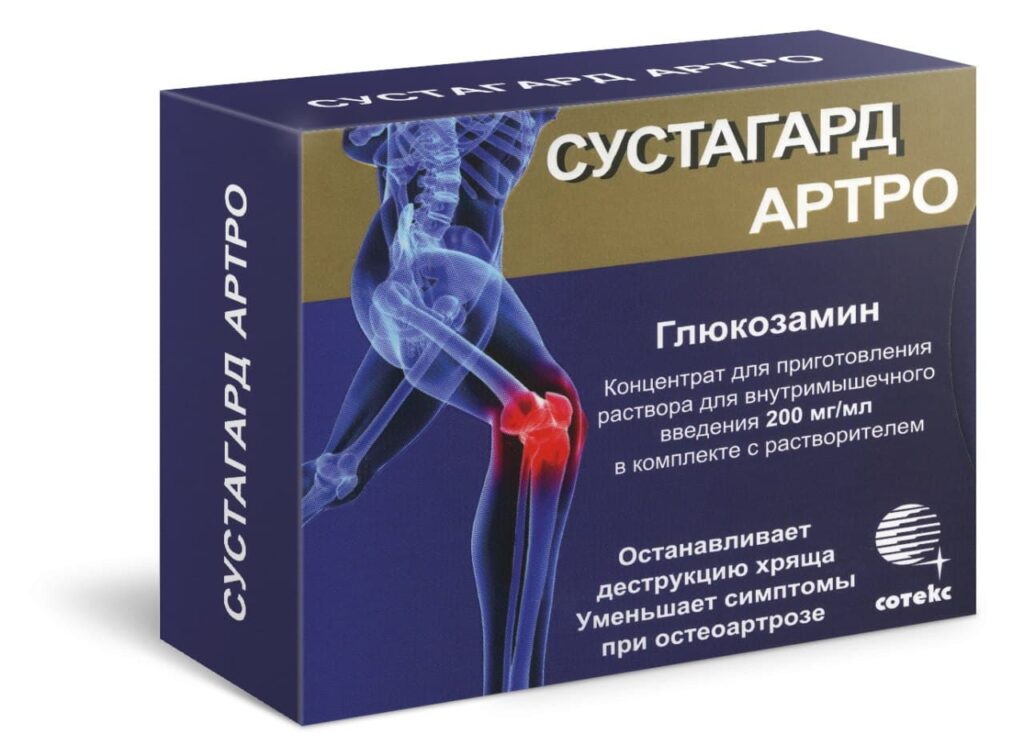 СУСТАГАРД АРТРО
СУСТАГАРД АРТРО
СУСТАГАРД
АРТРО
Глюкозамин
Концентрат для приготовления
раствора для внутримышечного
введения 200 мг/мл
в комплекте с растворителем
Останавливает
деструкцию хряща
Уменьшает симптомы
при остеоартрозе
сотекс